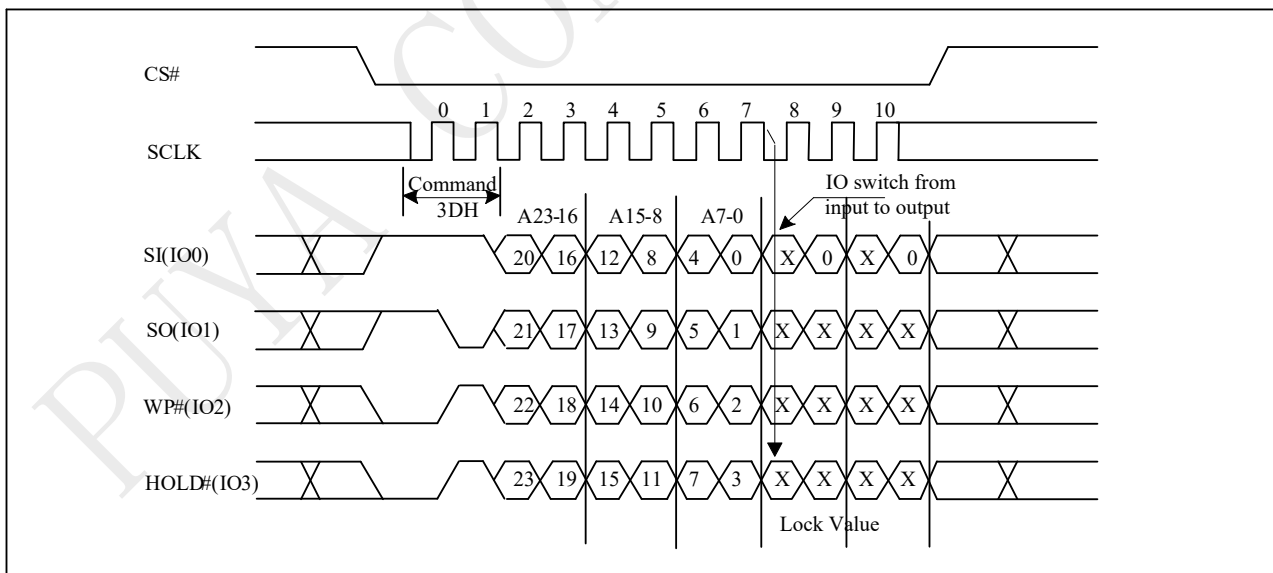 PUYA CON
CS#
0 1 2 3 4 5 6 7 8 9 10
SCLK
Command
3DH
IO switch from
input to output
A23-16 A15-8 A7-0
SI(IO0) 20 16 12 8 4 0 X 0 X 0
SO(IO1) 21 17 13 9 5 1 X X X X
WP#(IO2) 22 18 14 10 6 2 X X X X
HOLD#(IO3) 23 19 15 11 7 3 X X X X
Lock Value